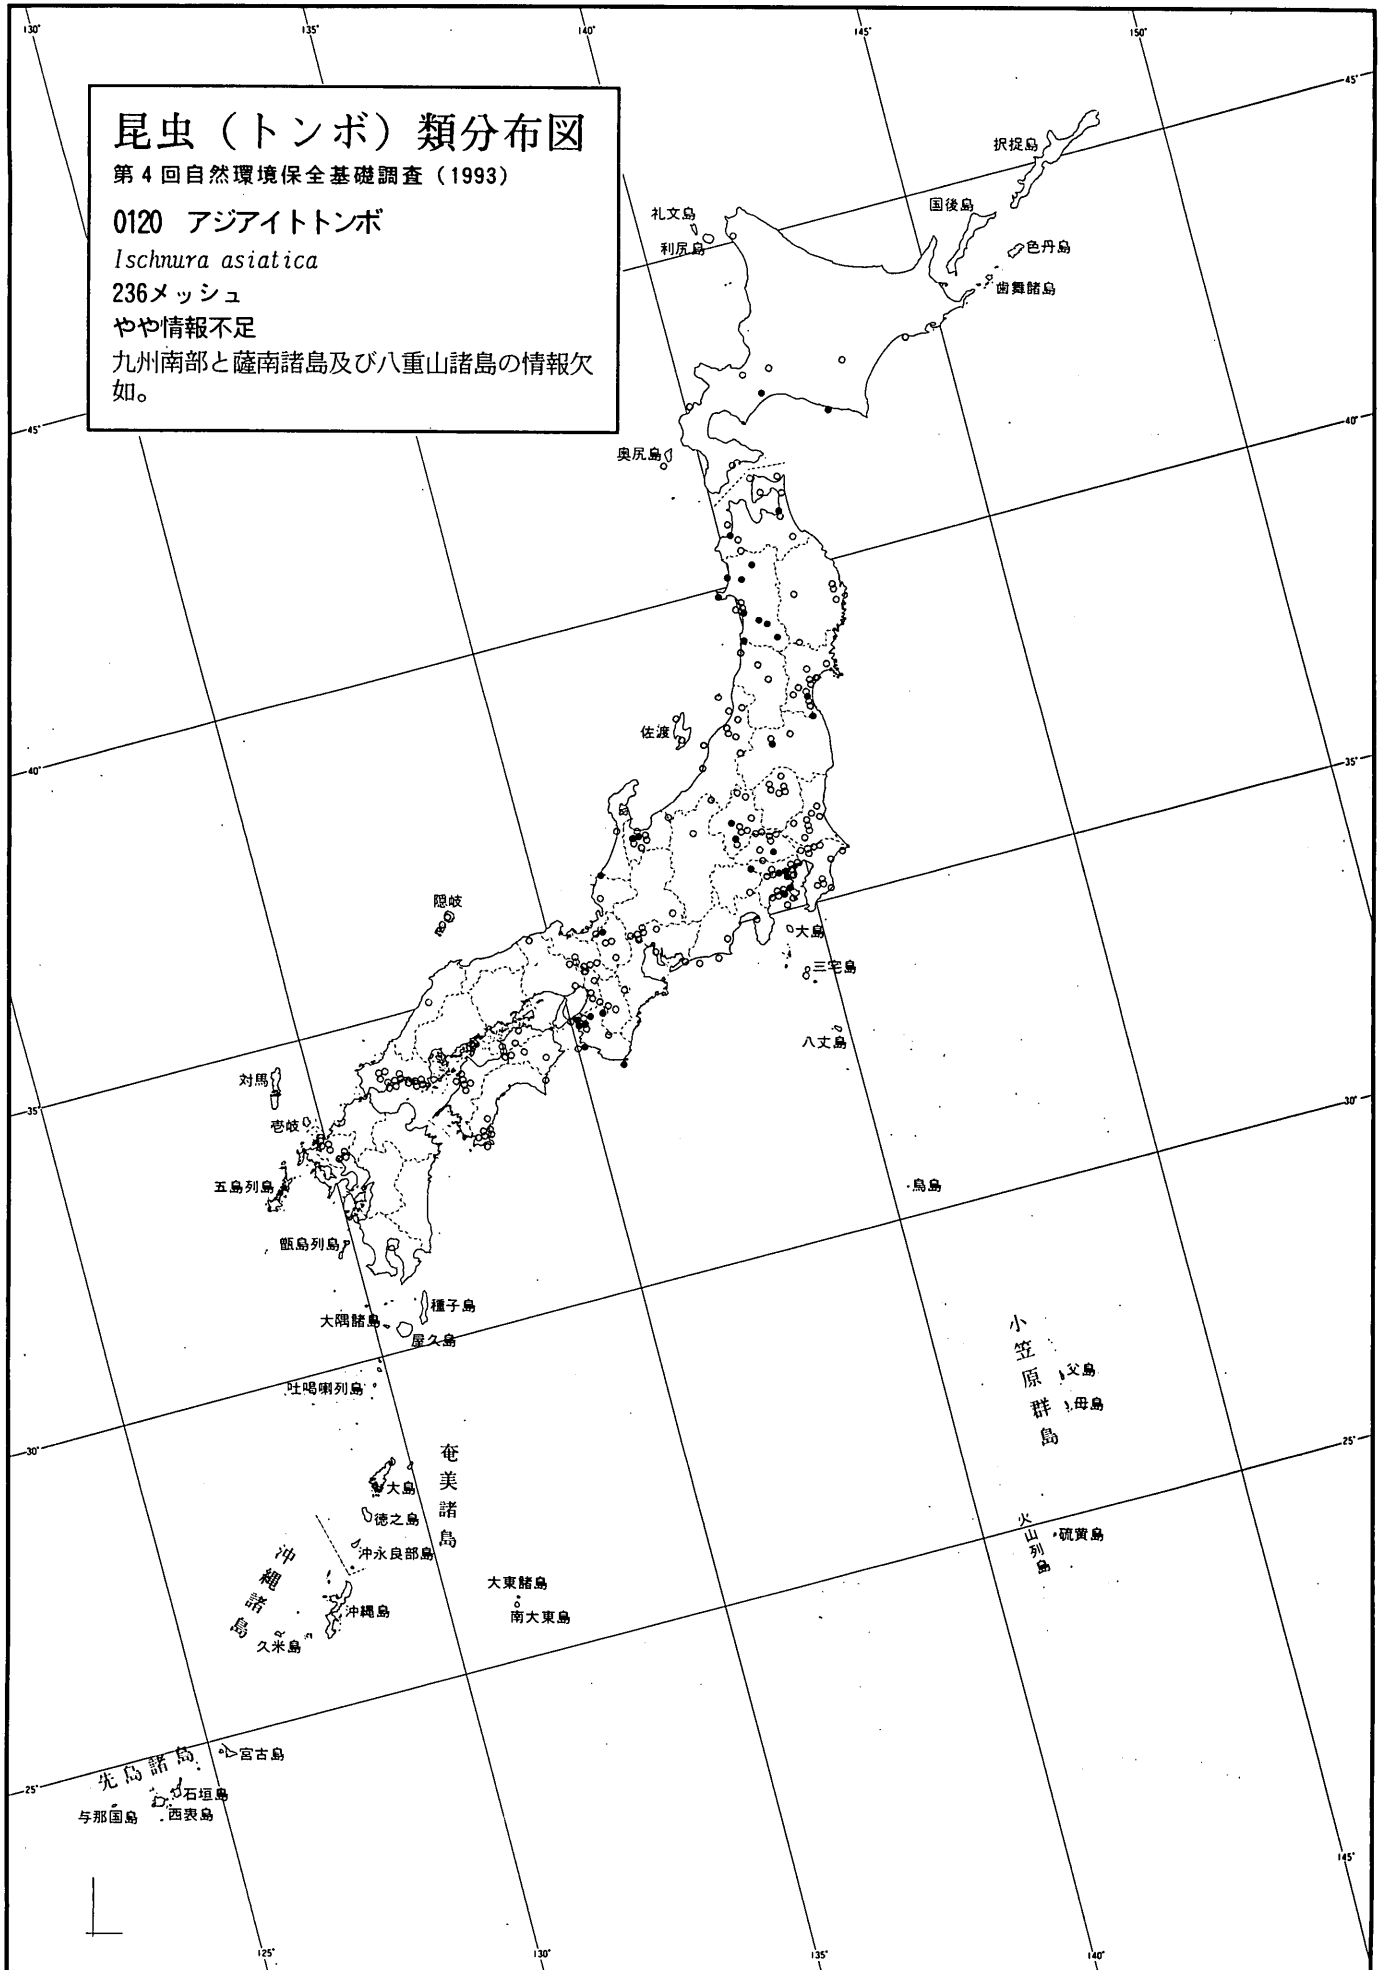 130°
135°
140°
145°
150°
昆虫（トンボ）類分布図
第4回自然環境保全基礎調査（1993）
0120 アジアイトトンボ
Ischnura asiatica
236メッシュ
やや情報不足
九州南部と薩南諸島及び八重山諸島の情報欠
如。
45°
択捉島
国後島
礼文島
利尻島
色丹島
歯舞諸島
45°
40°
奥尻島
佐渡
40°
35°
隠岐
大島
三宅島
八丈島
対馬
35°
壱岐
30°
五島列島
鳥島
甑島列島
種子島
大隅諸島
屋久島
吐喝喇列島
小笠原群島
父島
母島
30°
25°
奄美諸島
大島
徳之島
沖永良部島
火山列島
硫黄島
沖縄諸島
沖縄島
久米島
大東諸島
南大東島
先島諸島
宮古島
25°
石垣島
与那国島
西表島
145°
125°
130°
135°
140°